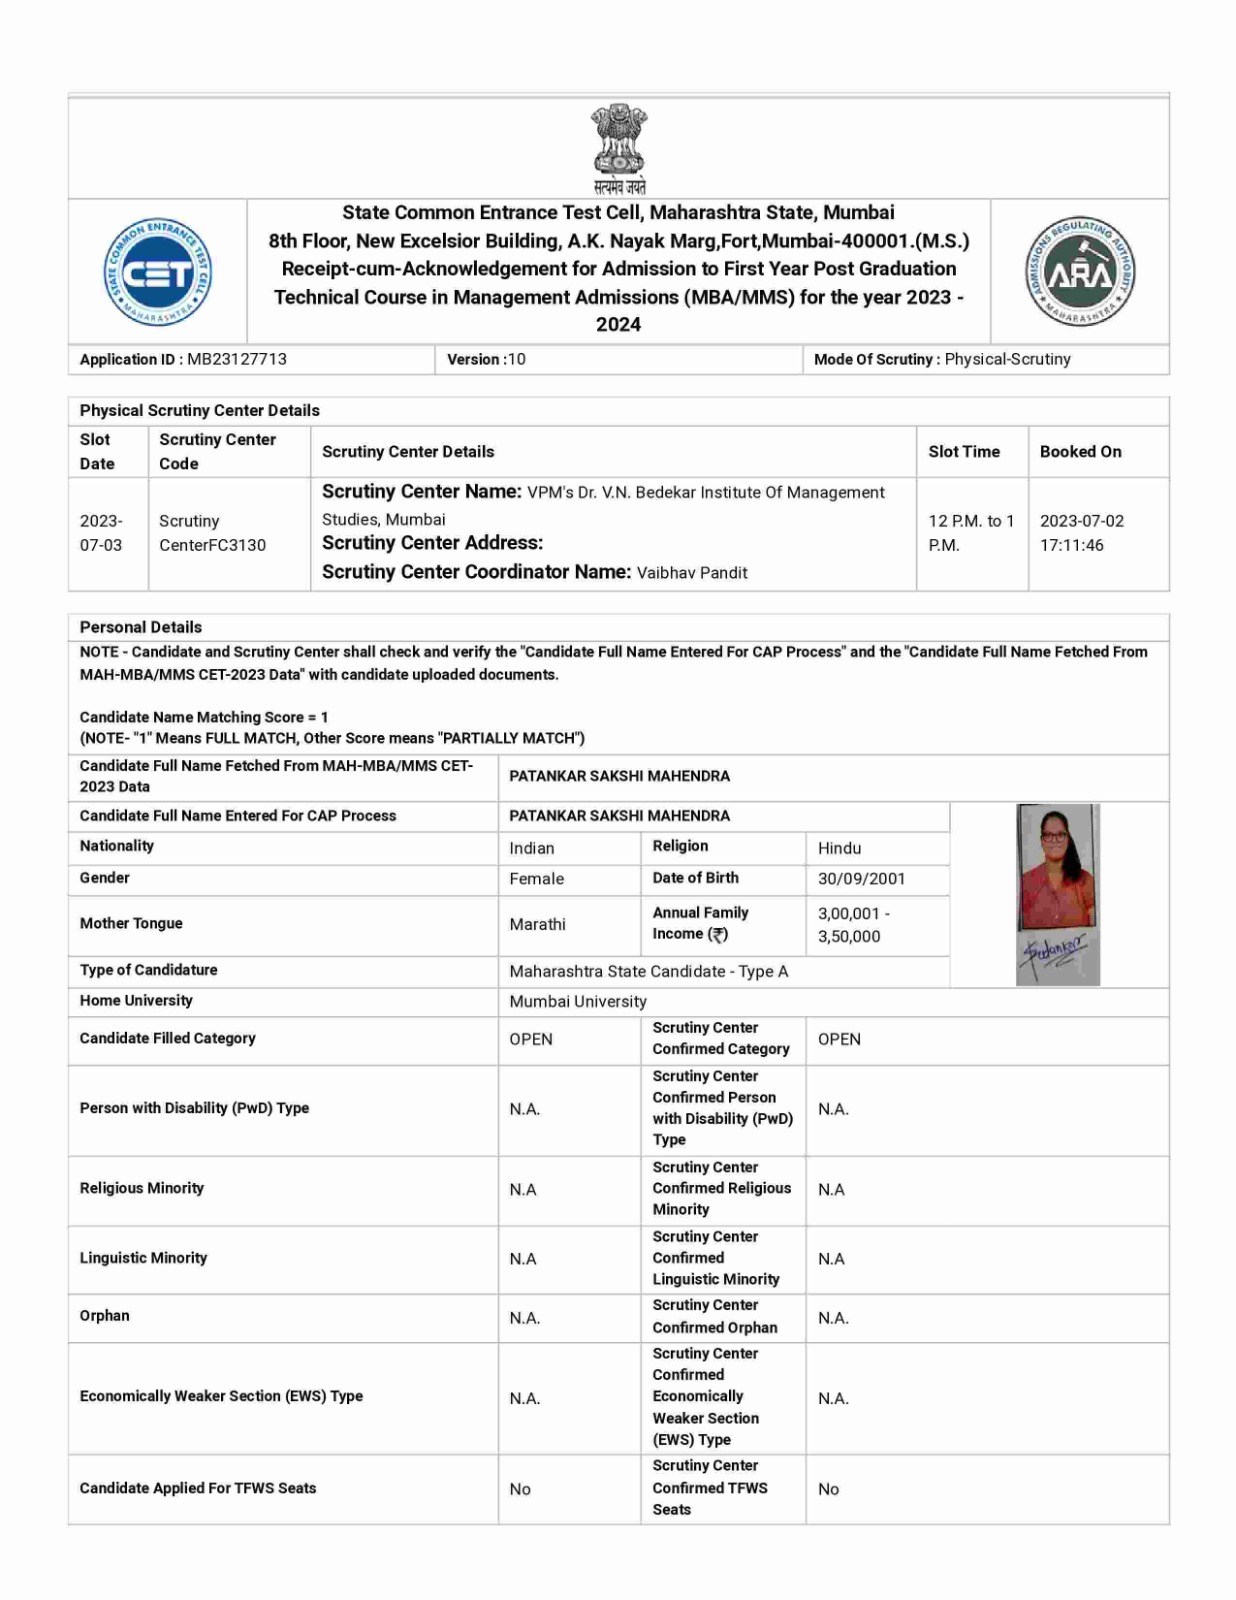 सत्यमेव जयते
STATE COMMON ENTRANCE TEST CELL
CET
MAHARASHTRA
State Common Entrance Test Cell, Maharashtra State, Mumbai
8th Floor, New Excelsior Building, A.K. Nayak Marg,Fort,Mumbai-400001.(M.S.)
Receipt-cum-Acknowledgement for Admission to First Year Post Graduation
Technical Course in Management Admissions (MBA/MMS) for the year 2023 -
2024
ADMISSIONS REGULATING AUTHORITY
ARA
MAHARASHTRA
Application ID : MB23127713 Version :10 Mode Of Scrutiny : Physical-Scrutiny
Physical Scrutiny Center Details
Slot Date Scrutiny Center Code Scrutiny Center Details Slot Time Booked On
2023-07-03 Scrutiny CenterFC3130
Scrutiny Center Name: VPM's Dr. V.N. Bedekar Institute Of Management
Studies, Mumbai
Scrutiny Center Address:
Scrutiny Center Coordinator Name: Vaibhav Pandit
12 P.M. to 1 P.M. 2023-07-02 17:11:46
Personal Details
NOTE - Candidate and Scrutiny Center shall check and verify the "Candidate Full Name Entered For CAP Process" and the "Candidate Full Name Fetched From
MAH-MBA/MMS CET-2023 Data" with candidate uploaded documents.
Candidate Name Matching Score = 1
(NOTE- "1" Means FULL MATCH, Other Score means "PARTIALLY MATCH")
Candidate Full Name Fetched From MAH-MBA/MMS CET-
2023 Data PATANKAR SAKSHI MAHENDRA
Candidate Full Name Entered For CAP Process PATANKAR SAKSHI MAHENDRA
Nationality Indian Religion Hindu
Gender Female Date of Birth 30/09/2001
Mother Tongue Marathi Annual Family Income (₹) 3,00,001 - 3,50,000
Type of Candidature Maharashtra State Candidate - Type A
Home University Mumbai University
Candidate Filled Category OPEN Scrutiny Center Confirmed Category OPEN
Person with Disability (PwD) Type N.A. Scrutiny Center Confirmed Person with Disability (PwD) Type N.A.
Religious Minority N.A Scrutiny Center Confirmed Religious Minority N.A
Linguistic Minority N.A Scrutiny Center Confirmed Linguistic Minority N.A
Orphan N.A. Scrutiny Center Confirmed Orphan N.A.
Economically Weaker Section (EWS) Type N.A. Scrutiny Center Confirmed Economically Weaker Section (EWS) Type N.A.
Candidate Applied For TFWS Seats No Scrutiny Center Confirmed TFWS Seats No